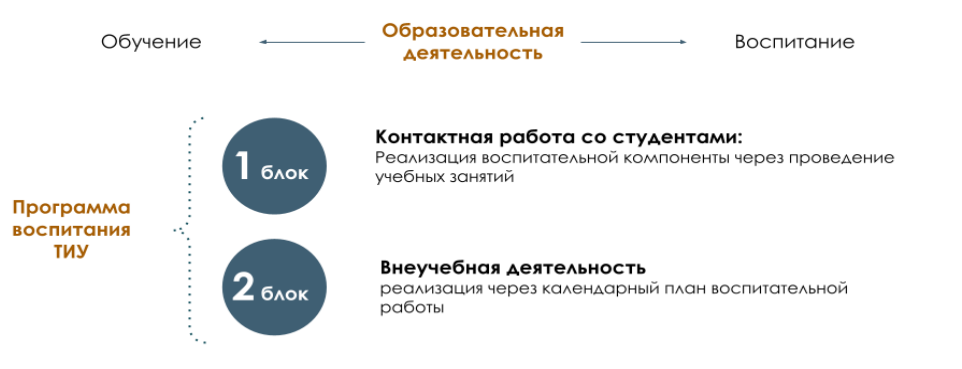 Образовательная
деятельность
Обучение
Воспитание
Программа
воспитания
ТИУ
1 блок
Контактная работа со студентами:
Реализация воспитательной компоненты через проведение
учебных занятий
2 блок
Внеучебная деятельность
реализация через календарный план воспитательной
работы